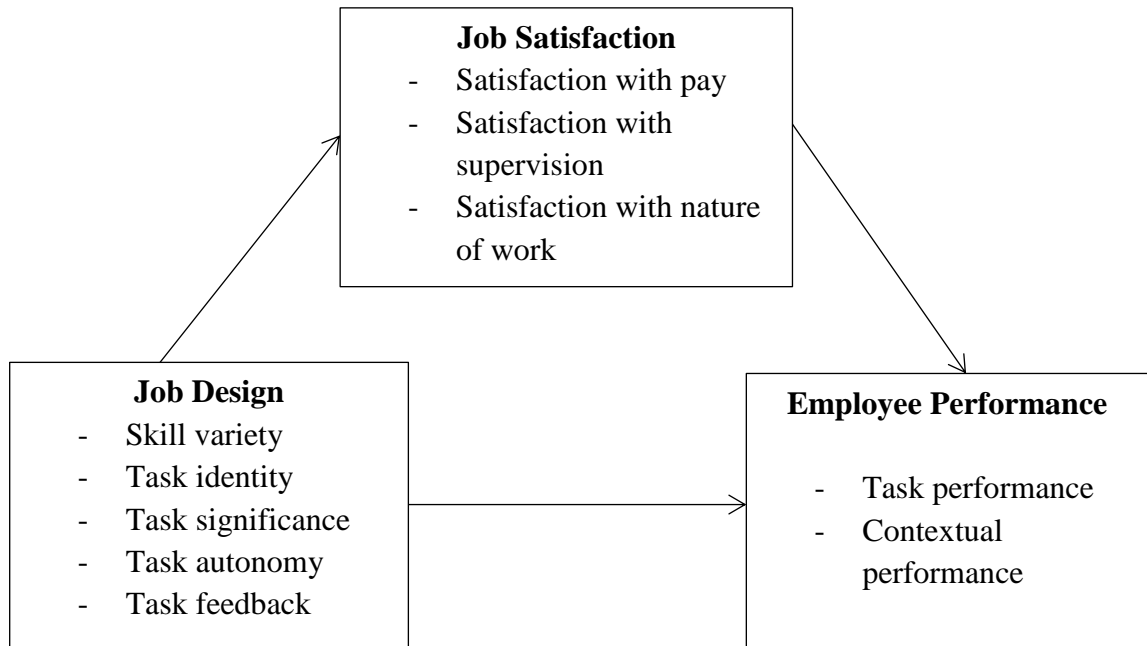 Job Satisfaction
- Satisfaction with pay
- Satisfaction with
supervision
- Satisfaction with nature
of work
Job Design
- Skill variety
- Task identity
- Task significance
- Task autonomy
- Task feedback
Employee Performance
- Task performance
- Contextual
performance